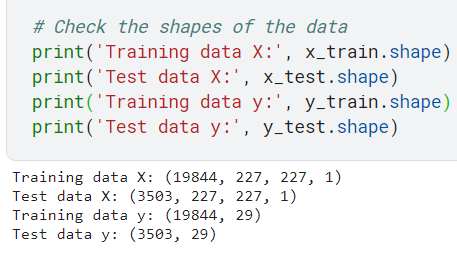 # Check the shapes of the data
print('Training data X:', x_train.shape)
print('Test data X:', x_test.shape)
print('Training data y:', y_train.shape)
print('Test data y:', y_test.shape)
Training data X: (19844, 227, 227, 1)
Test data X: (3503, 227, 227, 1)
Training data y: (19844, 29)
Test data y: (3503, 29)